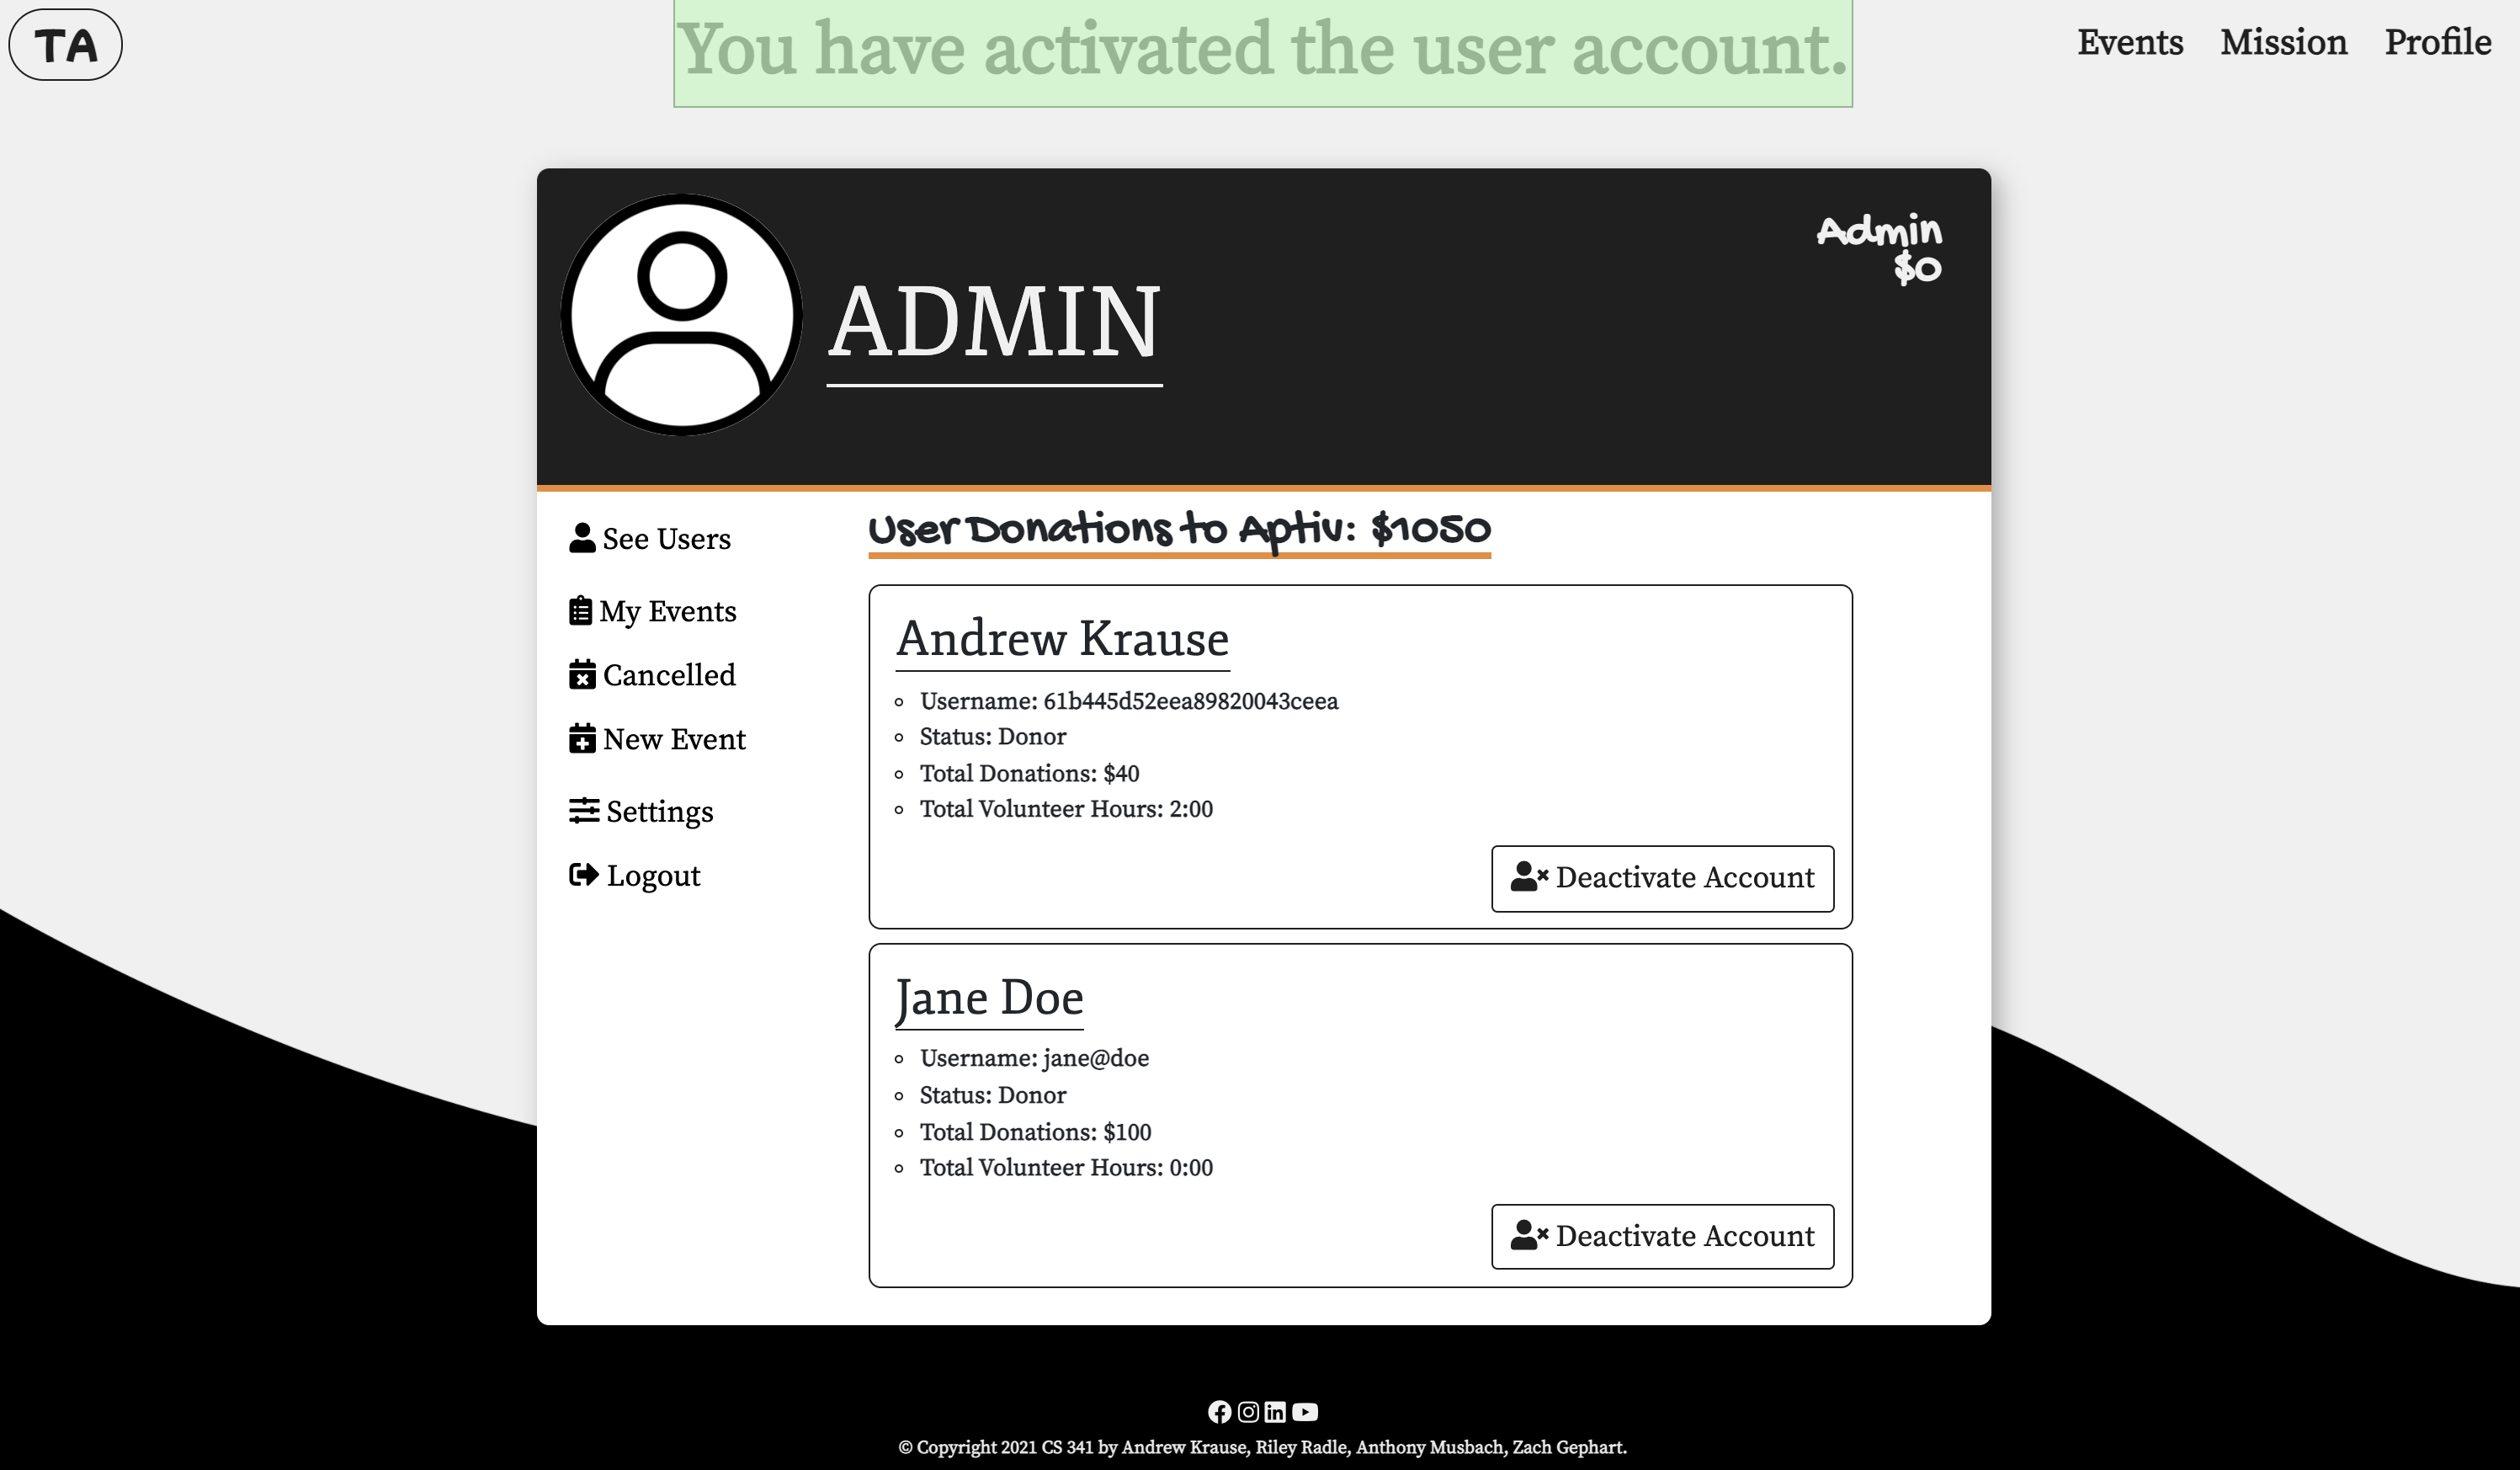 TA
You have activated the user account.
Events Mission Profile
Admin
$0
ADMIN
See Users
My Events
Cancelled
New Event
Settings
Logout
User Donations to Aptiv: $1050
Andrew Krause
Username: 61b445d52eea89820043ceea
Status: Donor
Total Donations: $40
Total Volunteer Hours: 2:00
Deactivate Account
Jane Doe
Username: jane@doe
Status: Donor
Total Donations: $100
Total Volunteer Hours: 0:00
Deactivate Account
© Copyright 2021 CS 341 by Andrew Krause, Riley Radle, Anthony Musbach, Zach Gephart.